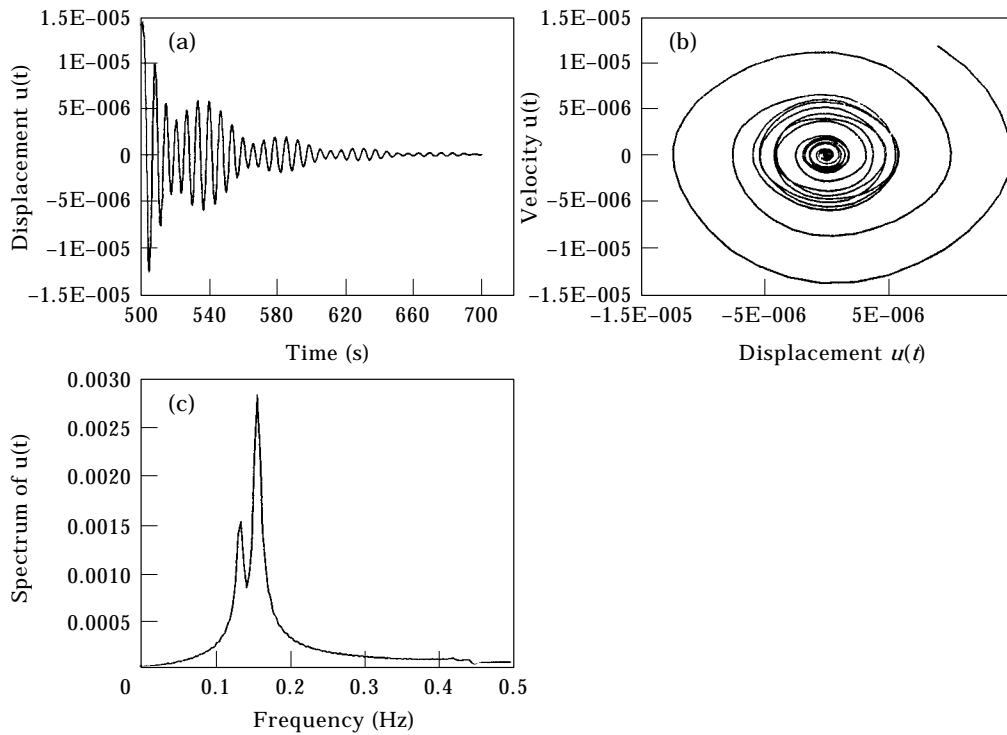 (a)
Displacement u(t)
1.5E–005
1E–005
5E–006
0
–5E–006
–1E–005
–1.5E–005
500 540 580 620 660 700
Time (s)
(b)
Velocity u(t)
1.5E–005
1E–005
5E–006
0
–5E–006
–1E–005
–1.5E–005
–1.5E–005 –5E–006 5E–006
Displacement u(t)
(c)
Spectrum of u(t)
0.0030
0.0025
0.0020
0.0015
0.0010
0.0005
0 0.1 0.2 0.3 0.4 0.5
Frequency (Hz)